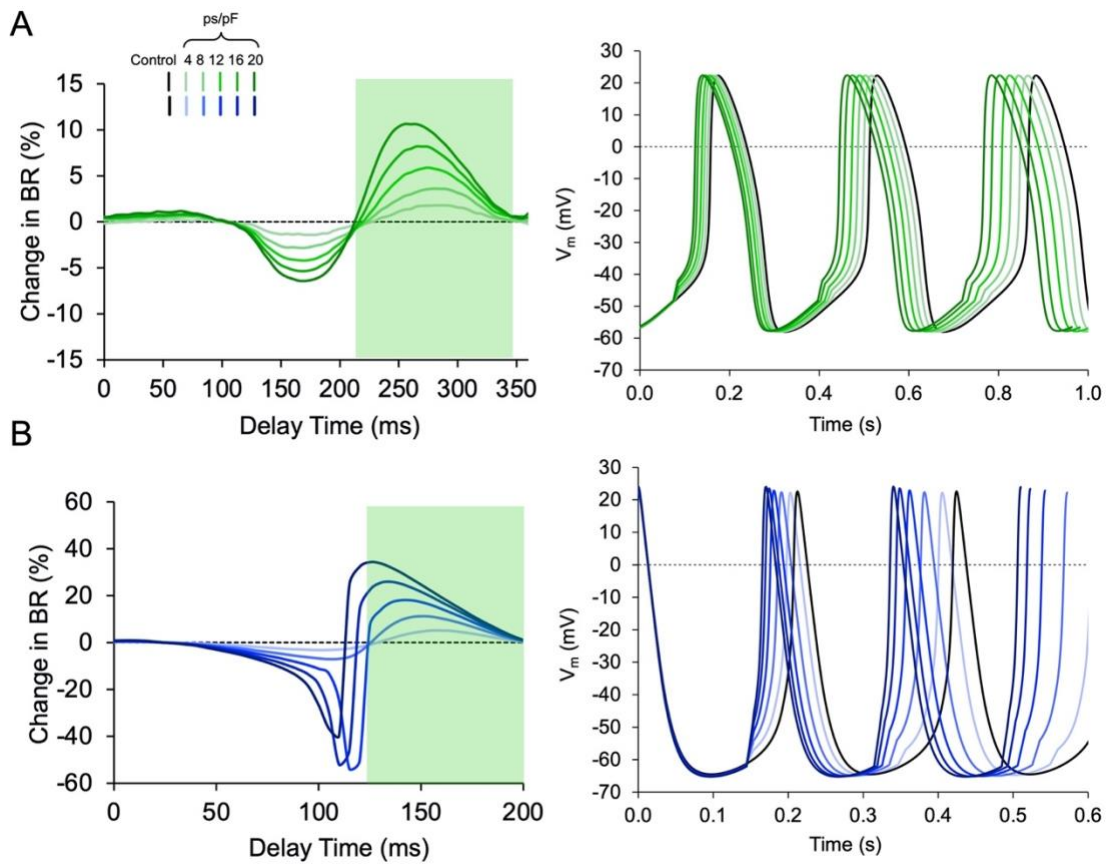 A
ps/pF
Control 4 8 12 16 20
15
10
5
0
-5
-10
-15
Change in BR (%)
0 50 100 150 200 250 300 350
Delay Time (ms)
30
20
10
0
-10
-20
-30
-40
-50
-60
-70
Vm (mV)
0.0 0.2 0.4 0.6 0.8 1.0
Time (s)
B
60
40
20
0
-20
-40
-60
Change in BR (%)
0 50 100 150 200
Delay Time (ms)
30
20
10
0
-10
-20
-30
-40
-50
-60
-70
Vm (mV)
0.0 0.1 0.2 0.3 0.4 0.5 0.6
Time (s)